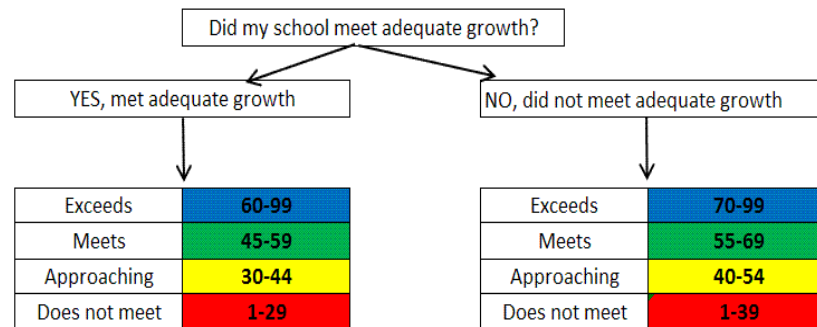 Did my school meet adequate growth?
YES, met adequate growth
NO, did not meet adequate growth
Exceeds 60-99
Meets 45-59
Approaching 30-44
Does not meet 1-29
Exceeds 70-99
Meets 55-69
Approaching 40-54
Does not meet 1-39